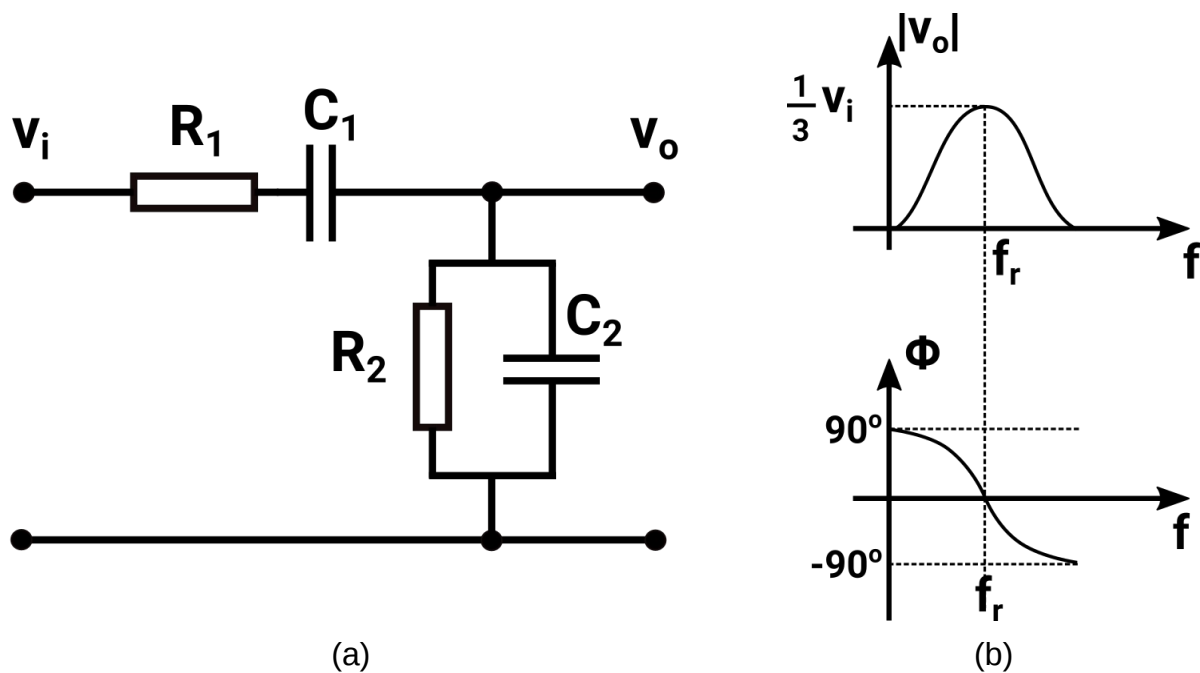 vᵢ
R₁
C₁
vₒ
R₂
C₂
(a)
|vₒ|
1/3 vᵢ
fᵣ
f
Φ
90º
f
-90º
fᵣ
(b)